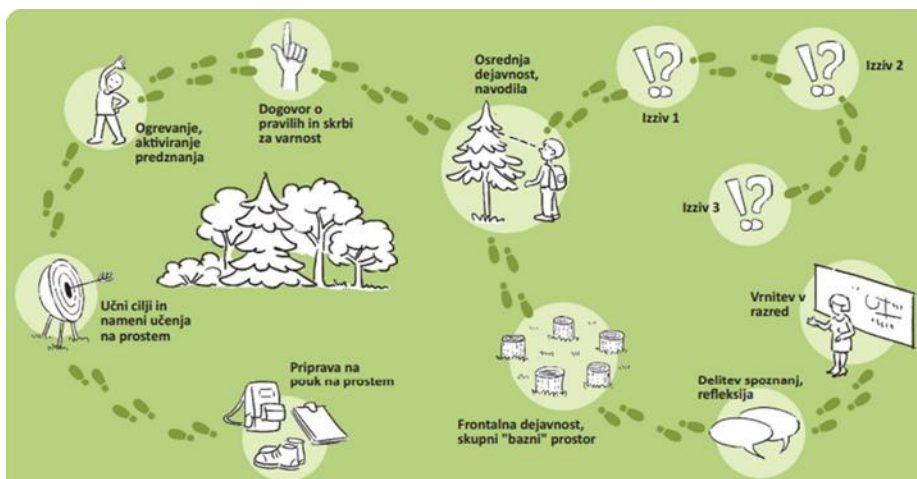 Priprava na
pouk na prostem
Učni cilji in
nameni učenja
na prostem
Ogrevanje,
aktiviranje
predznanja
Dogovor o
pravilih in skrbi
za varnost
Osrednja
dejavnost,
navodila
Izziv 1
Izziv 2
Izziv 3
Frontalna dejavnost,
skupni "bazni" prostor
Delitev spoznanj,
refleksija
Vrnitev v
razred